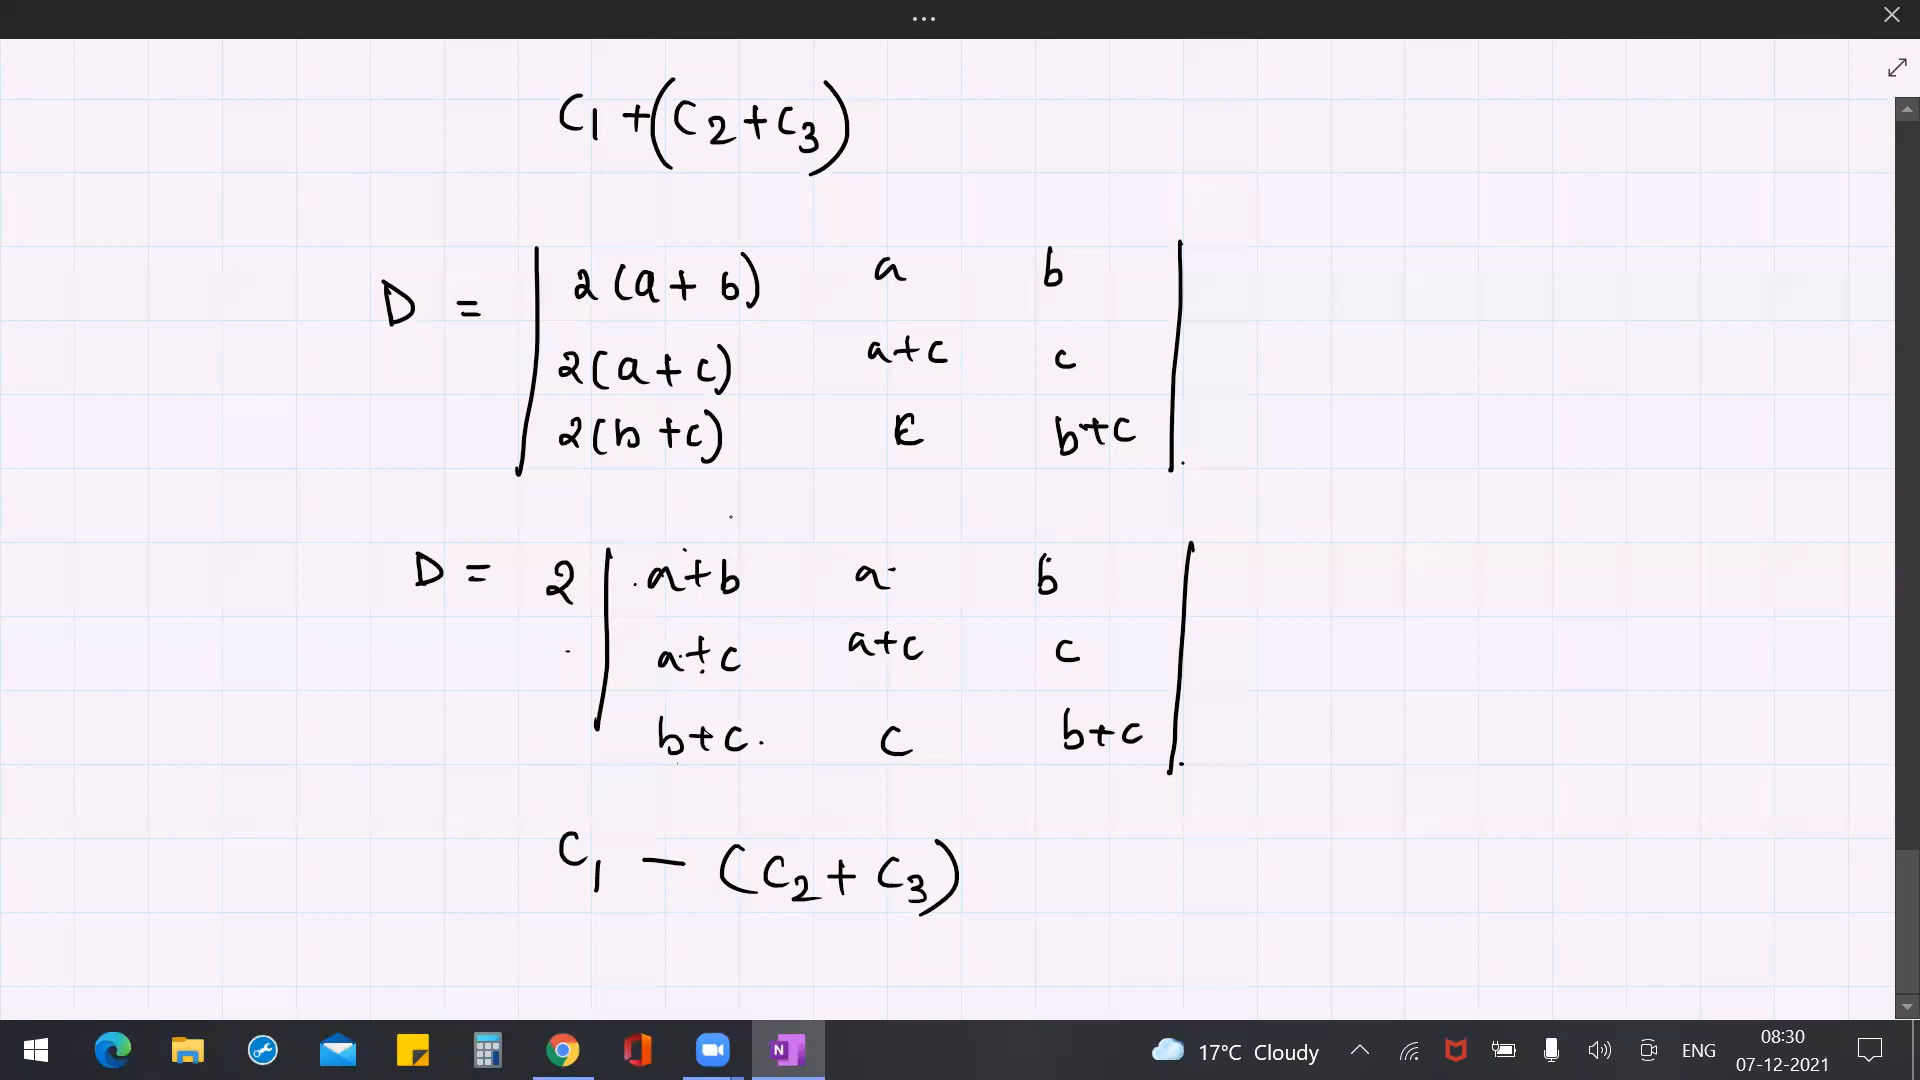 ...
C1 + (C2 + C3)
D = | 2(a + b) a b |
2(a + c) a+c c
2(b + c) c b+c
D = 2 | a+b a b |
a+c a+c c
b+c. c b+c
C1 — (C2 + C3)
17°C Cloudy
ENG
08:30
07-12-2021